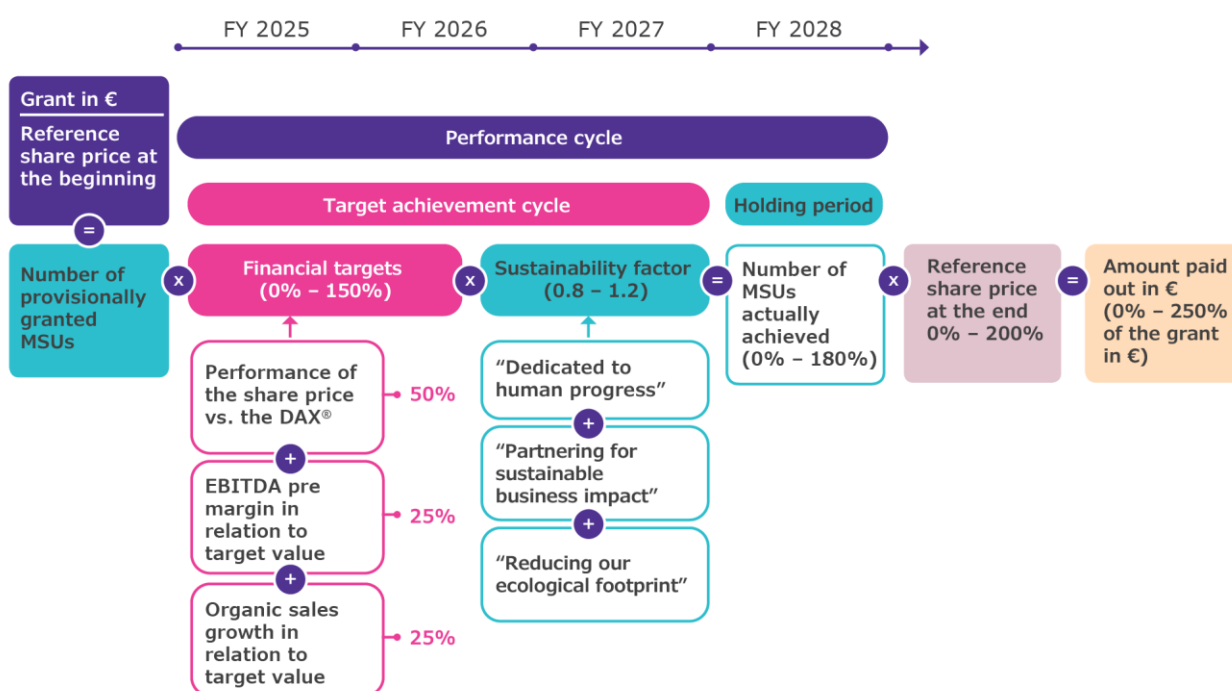 FY 2025
FY 2026
FY 2027
FY 2028
Grant in €
Reference
share price at
the beginning
=
Performance cycle
Target achievement cycle
Holding period
Number of
provisionally
granted
MSUs
x
Financial targets
(0% – 150%)
x
Sustainability factor
(0.8 – 1.2)
=
Number of
MSUs
actually
achieved
(0% – 180%)
x
Reference
share price
at the end
0% – 200%
=
Amount paid
out in €
(0% – 250%
of the grant
in €)
Performance of
the share price
vs. the DAX®
50%
+
EBITDA pre
margin in
relation to
target value
25%
+
Organic sales
growth in
relation to
target value
25%
“Dedicated to
human progress”
+
“Partnering for
sustainable
business impact”
+
“Reducing our
ecological footprint”